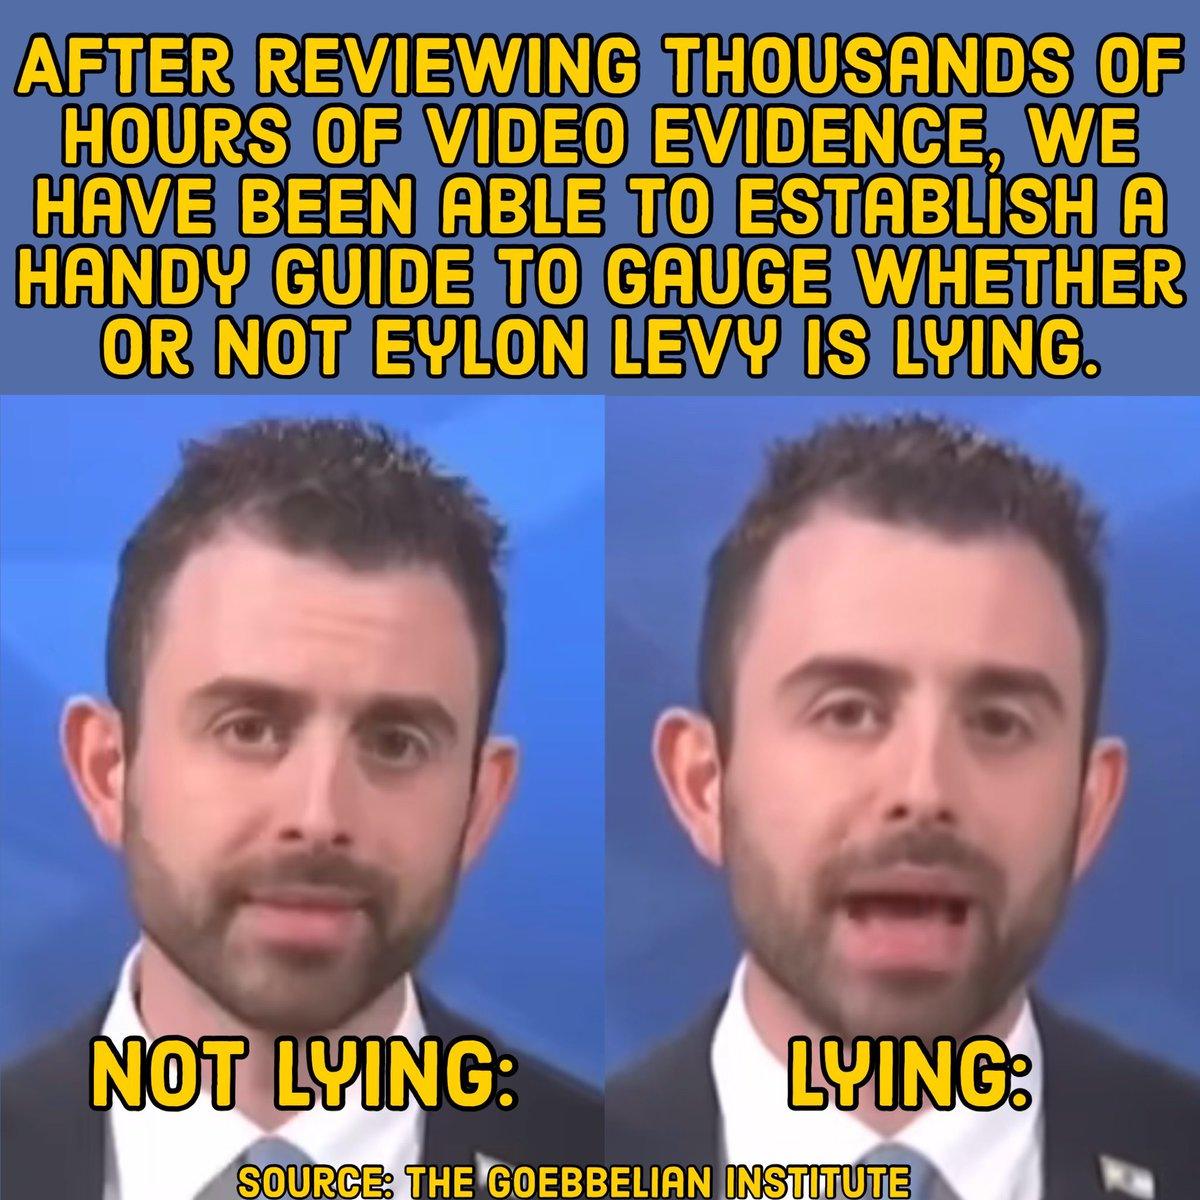 AFTER REVIEWING THOUSANDS OF
HOURS OF VIDEO EVIDENCE, WE
HAVE BEEN ABLE TO ESTABLISH A
HANDY GUIDE TO GAUGE WHETHER
OR NOT EYLON LEVY IS LYING.
NOT LYING:
LYING:
SOURCE: THE GOEBBELIAN INSTITUTE